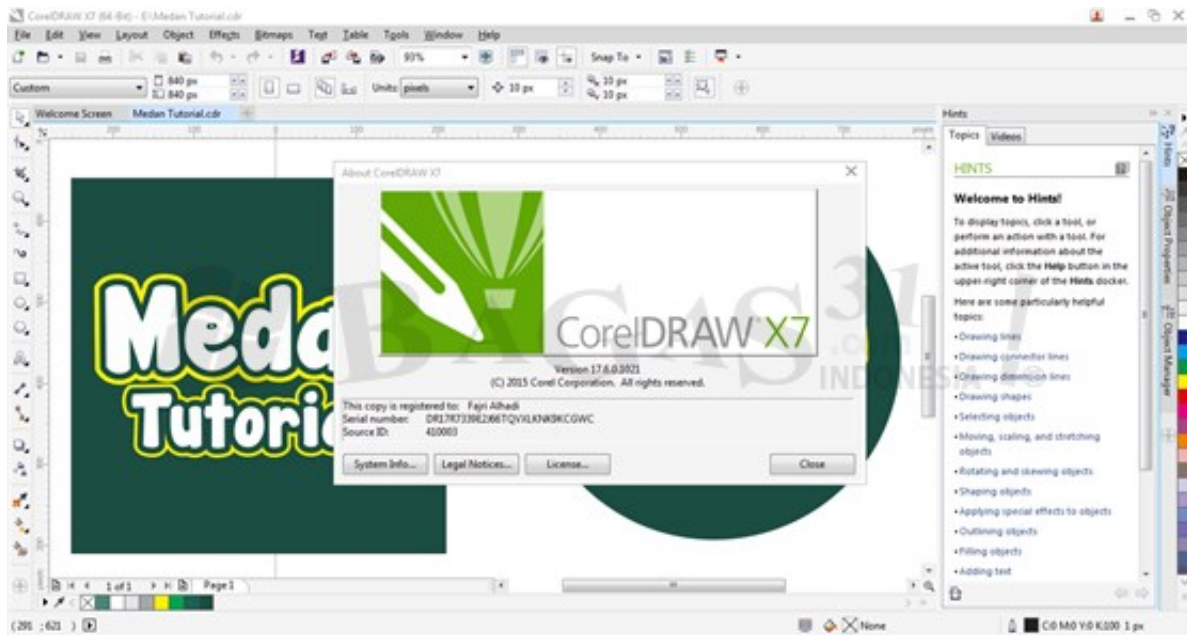 CorelDRAW X7 (64-Bit) - E:\Medan Tutorial.cdr
File Edit View Layout Object Effects Bitmaps Text Table Tools Window Help
93% Snap To
Custom 840 px 840 px Units: pixels 10 px 10 px 10 px
Welcome Screen Medan Tutorial.cdr
pixels
Hints
Topics Videos
HINTS
Welcome to Hints!
To display topics, click a tool, or
perform an action with a tool. For
additional information about the
active tool, click the Help button in the
upper-right corner of the Hints docker.
Here are some particularly helpful
topics:
•Drawing lines
•Drawing connector lines
•Drawing dimension lines
•Drawing shapes
•Selecting objects
•Moving, scaling, and stretching
objects
•Rotating and skewing objects
•Shaping objects
•Applying special effects to objects
•Outlining objects
•Filling objects
•Adding text
Hints
Object Properties
Object Manager
Meda
Tutori
About CorelDRAW X7
CorelDRAW X7
Version 17.6.0.1021
(C) 2015 Corel Corporation. All rights reserved.
This copy is registered to: Fajri Alhadi
Serial number:
Source ID: 410003
System Info... Legal Notices... License... Close
BAGAS31
.com
INDONESIA
1 of 1 Page 1
(291 ;621 ) None C:0 M:0 Y:0 K:100 1 px